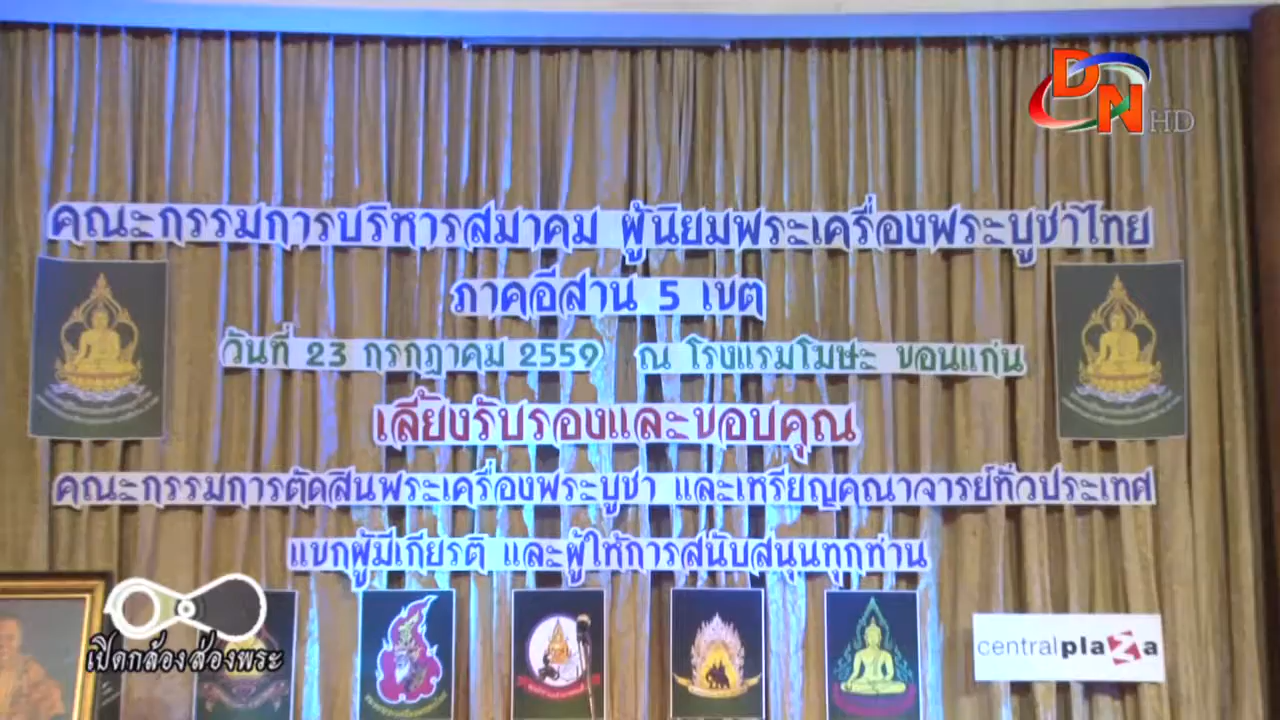 DN HD
คณะกรรมการบริหารสมาคม ผู้นิยมพระเครื่องพระบูชาไทย
ภาคอีสาน 5 เขต
วันที่ 23 กรกฎาคม 2559 ณ โรงแรมโฆษะ ขอนแก่น
เลี้ยงรับรองและขอบคุณ
คณะกรรมการตัดสินพระเครื่องพระบูชา และเหรียญคณาจารย์ทั่วประเทศ
แขกผู้มีเกียรติ และผู้ให้การสนับสนุนทุกท่าน
centralplaza
เปิดกล้องส่องพระ